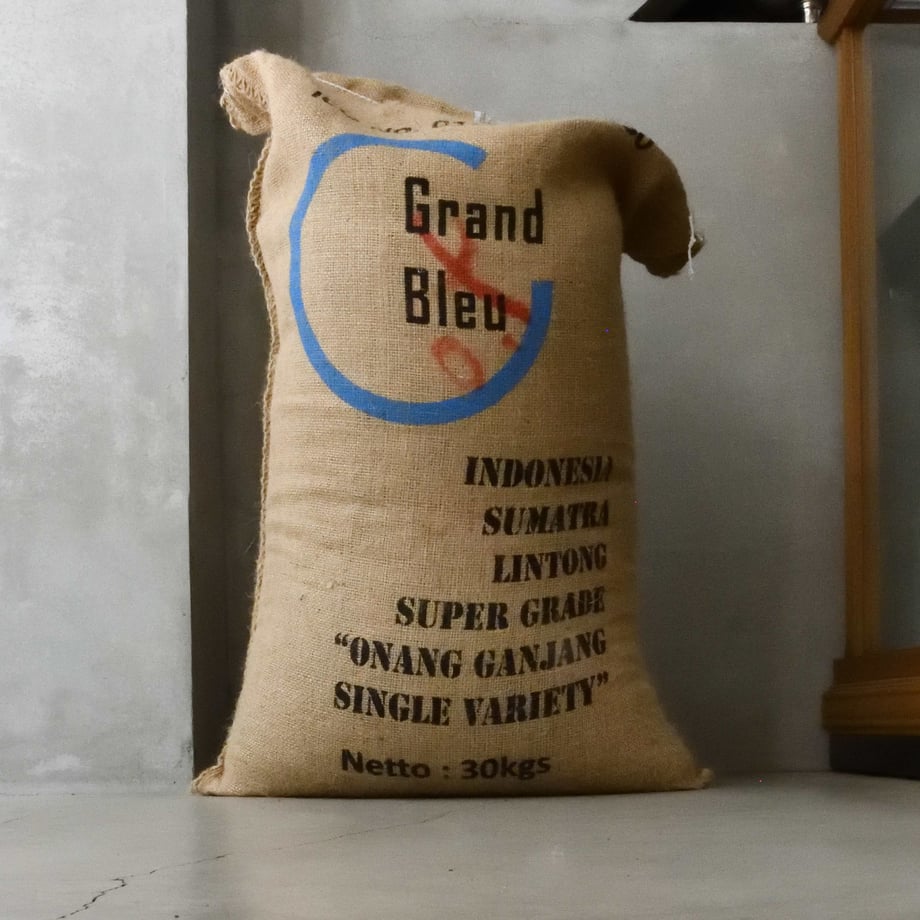 Grand
Bleu
INDONESIA
SUMATRA
LINTONG
SUPER GRADE
“ONANG GANJANG
SINGLE VARIETY”
Netto : 30kgs